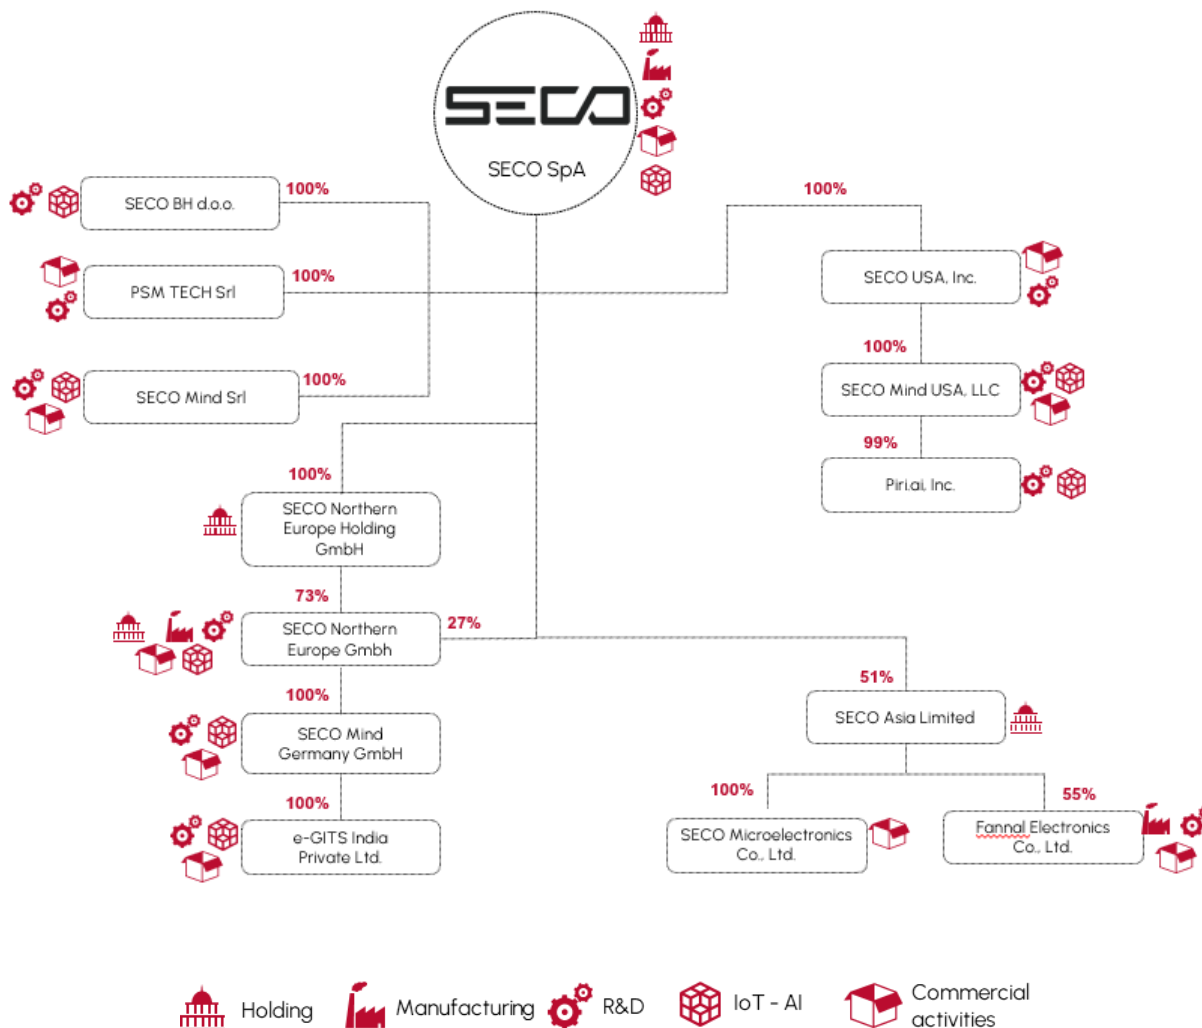 SECO
SECO SpA
100%
SECO BH d.o.o.
100%
PSM TECH Srl
100%
SECO Mind Srl
100%
SECO USA, Inc.
100%
SECO Mind USA, LLC
99%
Piri.ai, Inc.
100%
SECO Northern
Europe Holding
GmbH
73%
SECO Northern
Europe Gmbh
27%
100%
SECO Mind
Germany GmbH
100%
e-GITS India
Private Ltd.
51%
SECO Asia Limited
100%
SECO Microelectronics
Co., Ltd.
55%
Fannal Electronics
Co., Ltd.
Holding
Manufacturing
R&D
IoT - AI
Commercial
activities